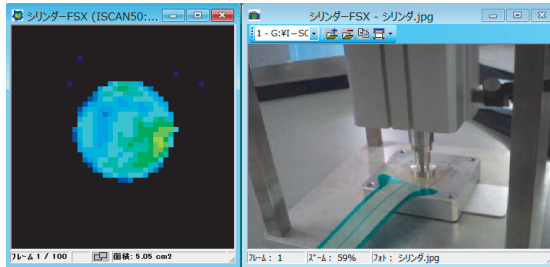 シリンダーFSX (ISCAN50:...
フレーム 1 / 100
面積: 5.05 cm2
シリンダーFSX - シリンダ.jpg
1 - G:¥I-SC
フレーム: 1
ズーム: 59%
フォト: シリンダ.jpg